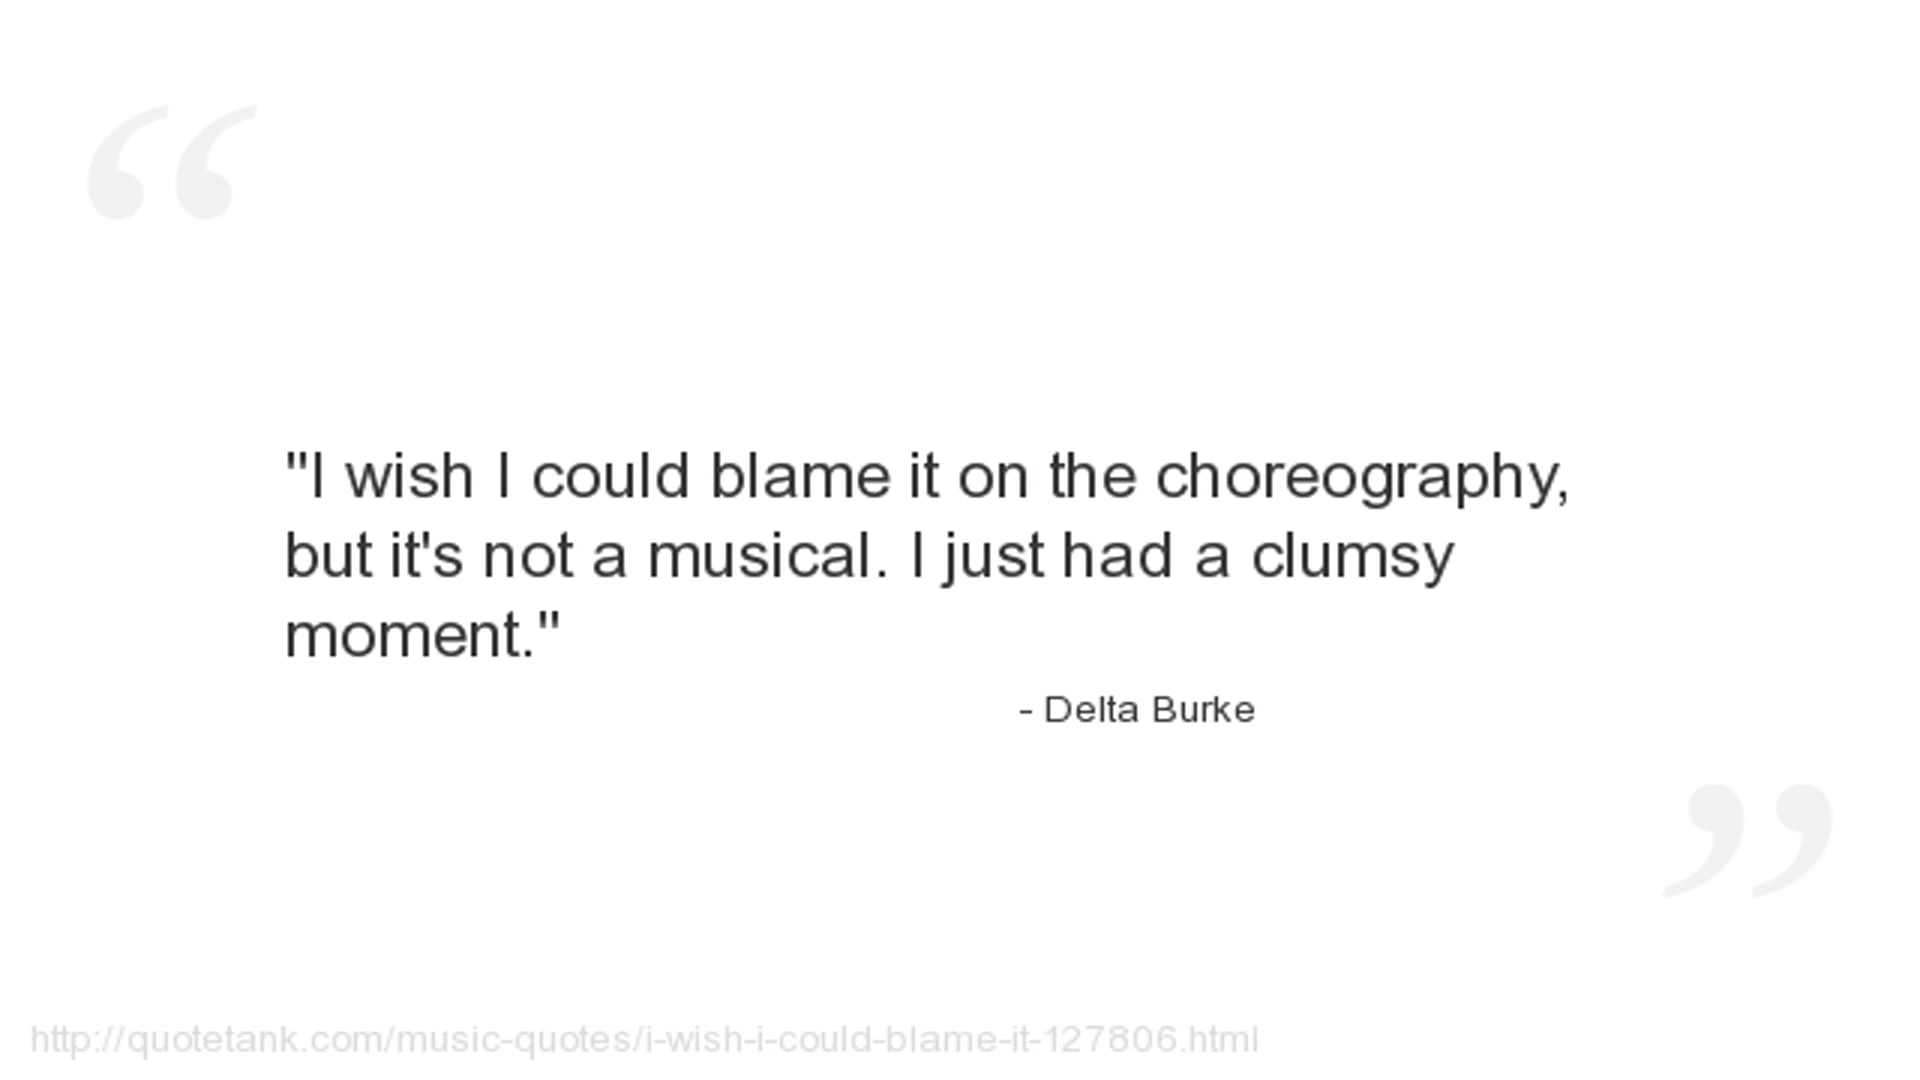 "I wish I could blame it on the choreography,
but it's not a musical. I just had a clumsy
moment."
- Delta Burke
http://quotetank.com/music-quotes/i-wish-i-could-blame-it-127806.html